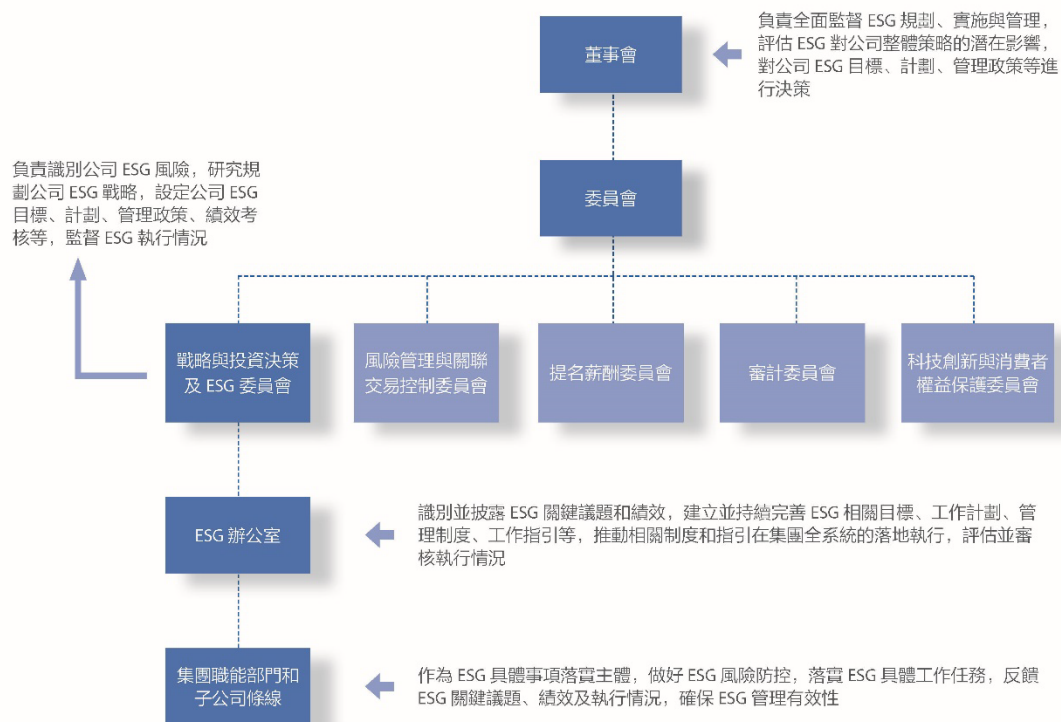 董事會
負責全面監督 ESG 規劃、實施與管理，
評估 ESG 對公司整體策略的潛在影響，
對公司 ESG 目標、計劃、管理政策等進
行決策
負責識別公司 ESG 風險，研究規
劃公司 ESG 戰略，設定公司 ESG
目標、計劃、管理政策、績效考
核等，監督 ESG 執行情況
委員會
戰略與投資決策
及 ESG 委員會
風險管理與關聯
交易控制委員會
提名薪酬委員會
審計委員會
科技創新與消費者
權益保護委員會
ESG 辦公室
識別並披露 ESG 關鍵議題和績效，建立並持續完善 ESG 相關目標、工作計劃、管
理制度、工作指引等，推動相關制度和指引在集團全系統的落地執行，評估並審
核執行情況
集團職能部門和
子公司條線
作為 ESG 具體事項落實主體，做好 ESG 風險防控，落實 ESG 具體工作任務，反饋
ESG 關鍵議題、績效及執行情況，確保 ESG 管理有效性